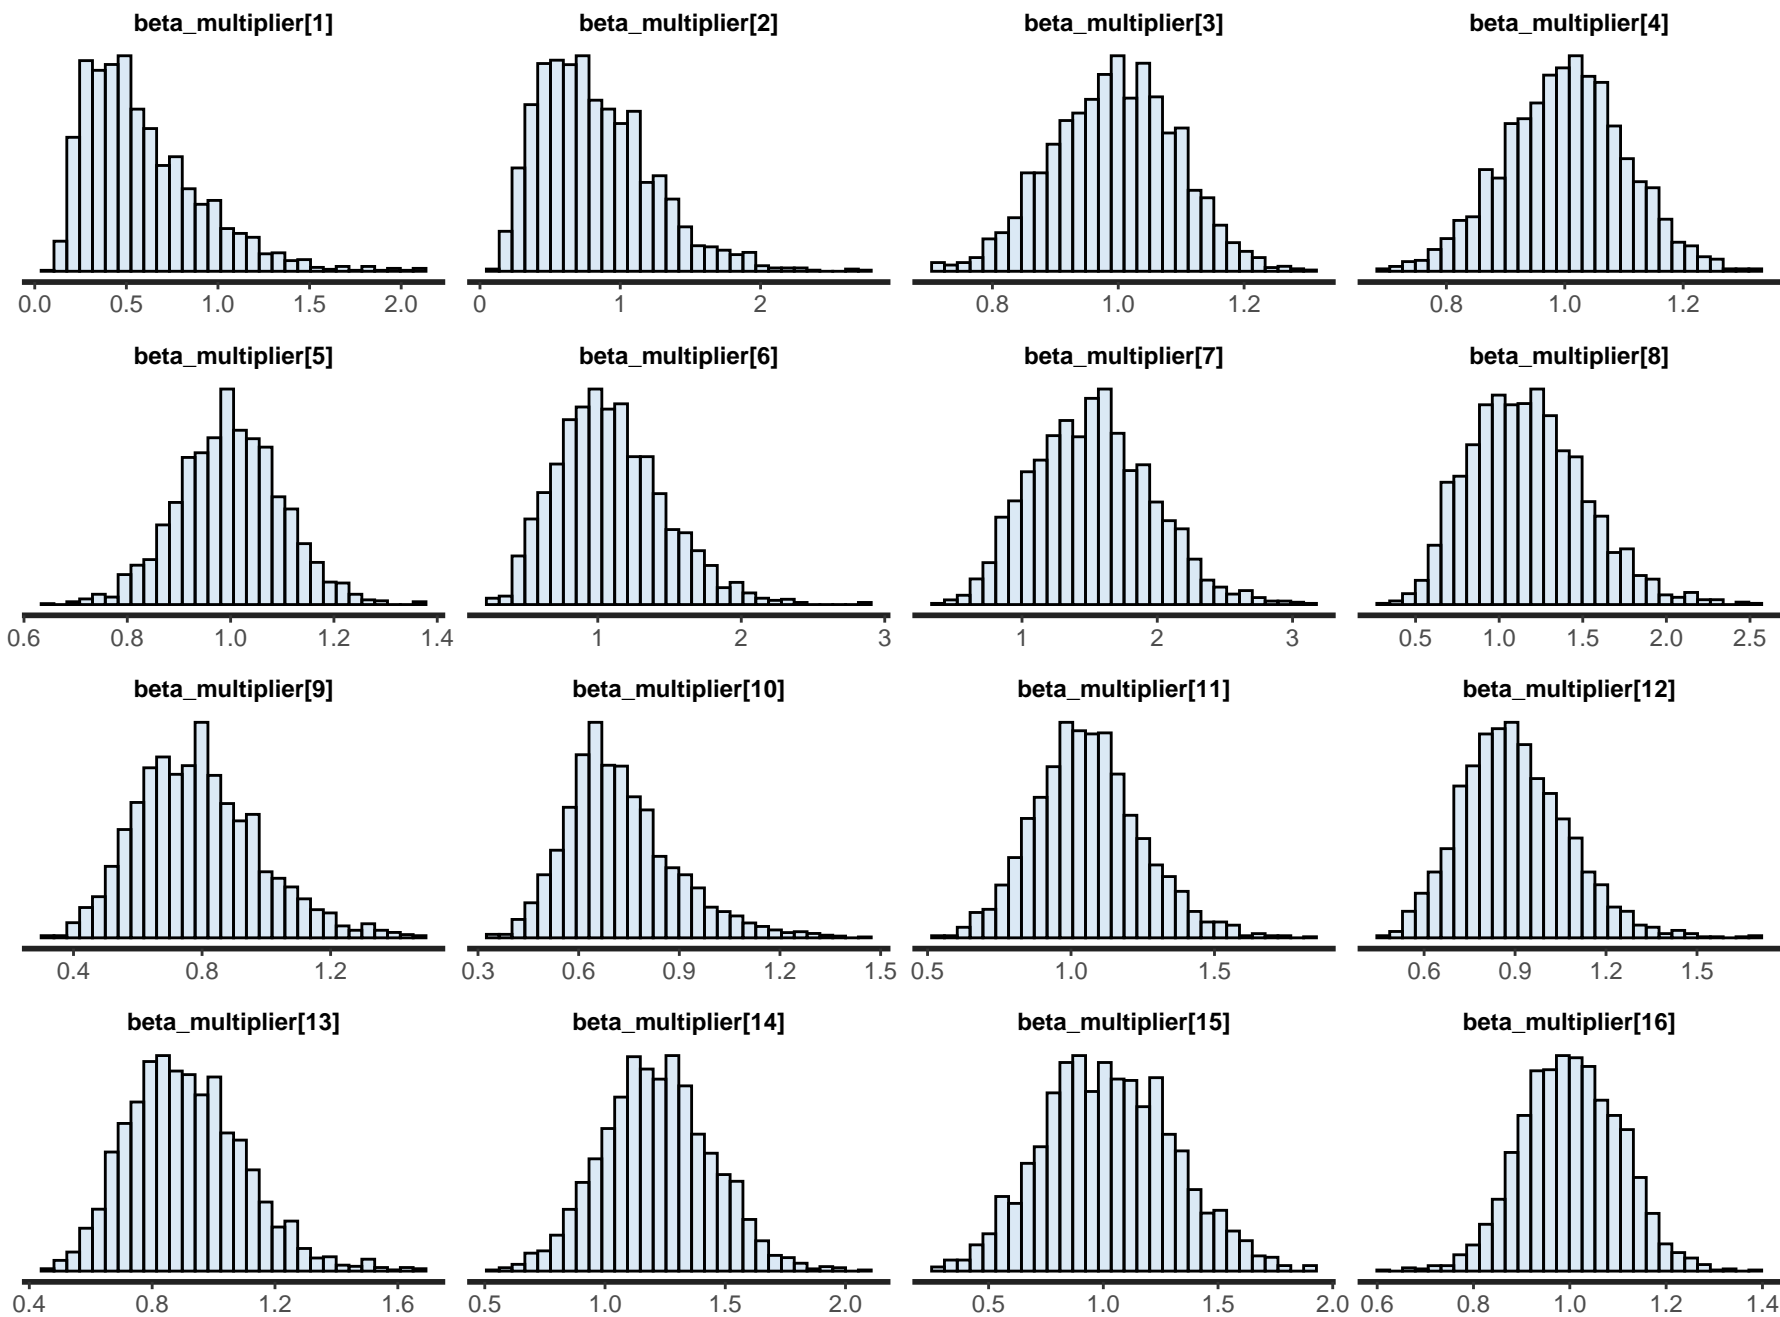 beta_multiplier[1] beta_multiplier[2] beta_multiplier[3] beta_multiplier[4]
0.0 0.5 1.0 1.5 2.0 0 1 2 0.8 1.0 1.2 0.8 1.0 1.2
beta_multiplier[5] beta_multiplier[6] beta_multiplier[7] beta_multiplier[8]
0.6 0.8 1.0 1.2 1.4 1 2 3 1 2 3 0.5 1.0 1.5 2.0 2.5
beta_multiplier[9] beta_multiplier[10] beta_multiplier[11] beta_multiplier[12]
0.4 0.8 1.2 0.3 0.6 0.9 1.2 1.5 0.5 1.0 1.5 0.6 0.9 1.2 1.5
beta_multiplier[13] beta_multiplier[14] beta_multiplier[15] beta_multiplier[16]
0.4 0.8 1.2 1.6 0.5 1.0 1.5 2.0 0.5 1.0 1.5 2.0 0.6 0.8 1.0 1.2 1.4